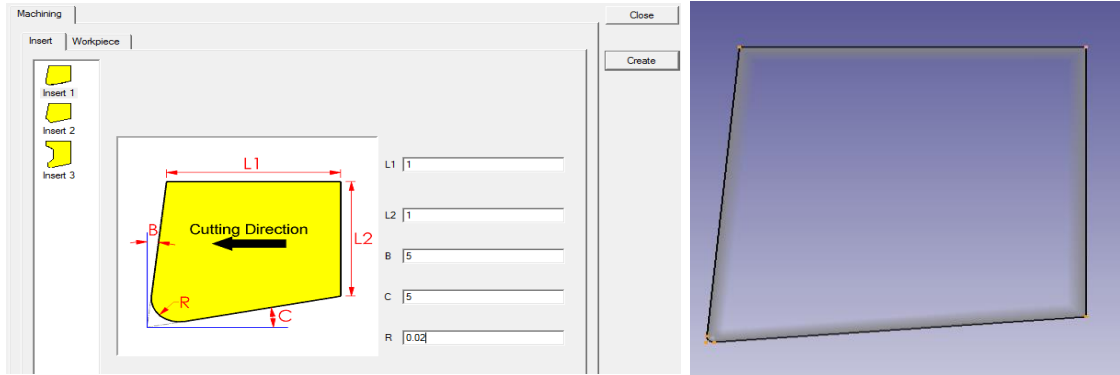 Machining
Close
Insert
Workpiece
Create
Insert 1
Insert 2
Insert 3
L1
B
Cutting Direction
L2
R
C
L1 1
L2 1
B 5
C 5
R 0.02